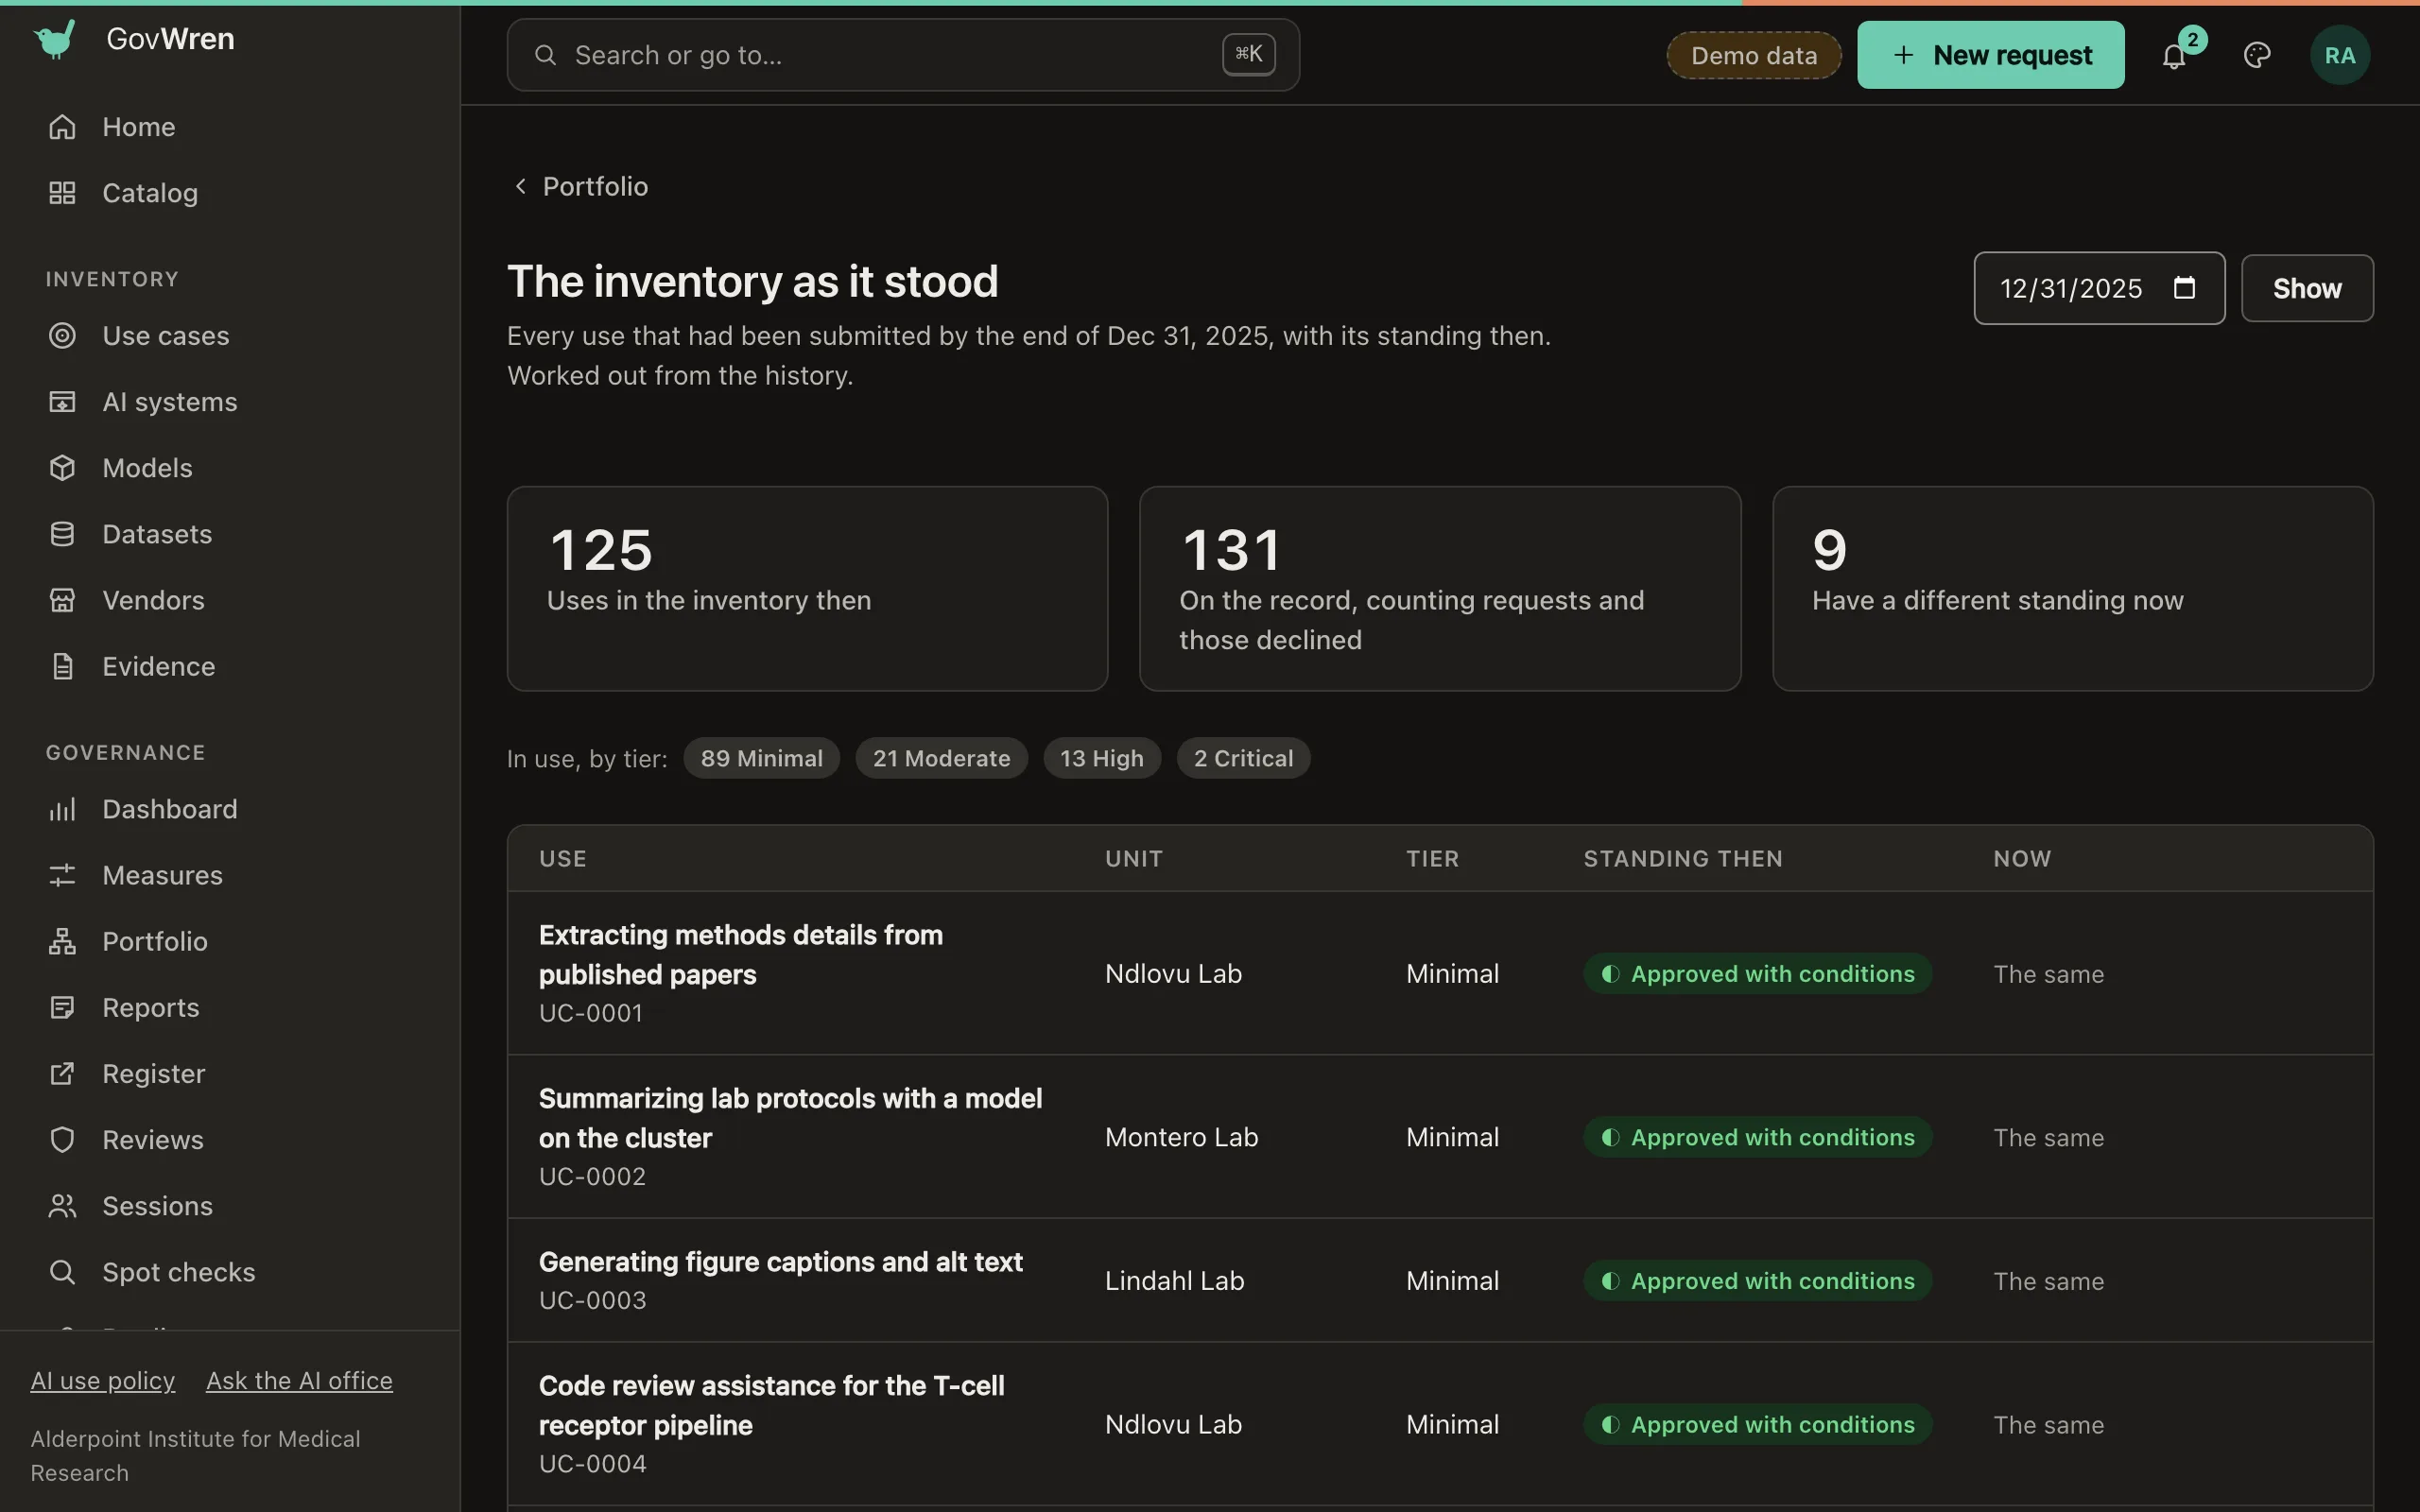 GovWren
Search or go to...
⌘K
Demo data
+ New request
2
RA
Home
Catalog
INVENTORY
Use cases
AI systems
Models
Datasets
Vendors
Evidence
GOVERNANCE
Dashboard
Measures
Portfolio
Reports
Register
Reviews
Sessions
Spot checks
AI use policy
Ask the AI office
Alderpoint Institute for Medical
Research
Portfolio
The inventory as it stood
12/31/2025
Show
Every use that had been submitted by the end of Dec 31, 2025, with its standing then.
Worked out from the history.
125
Uses in the inventory then
131
On the record, counting requests and
those declined
9
Have a different standing now
In use, by tier: 89 Minimal 21 Moderate 13 High 2 Critical
USE UNIT TIER STANDING THEN NOW
Extracting methods details from
published papers
UC-0001
Ndlovu Lab Minimal Approved with conditions The same
Summarizing lab protocols with a model
on the cluster
UC-0002
Montero Lab Minimal Approved with conditions The same
Generating figure captions and alt text
UC-0003
Lindahl Lab Minimal Approved with conditions The same
Code review assistance for the T-cell
receptor pipeline
UC-0004
Ndlovu Lab Minimal Approved with conditions The same